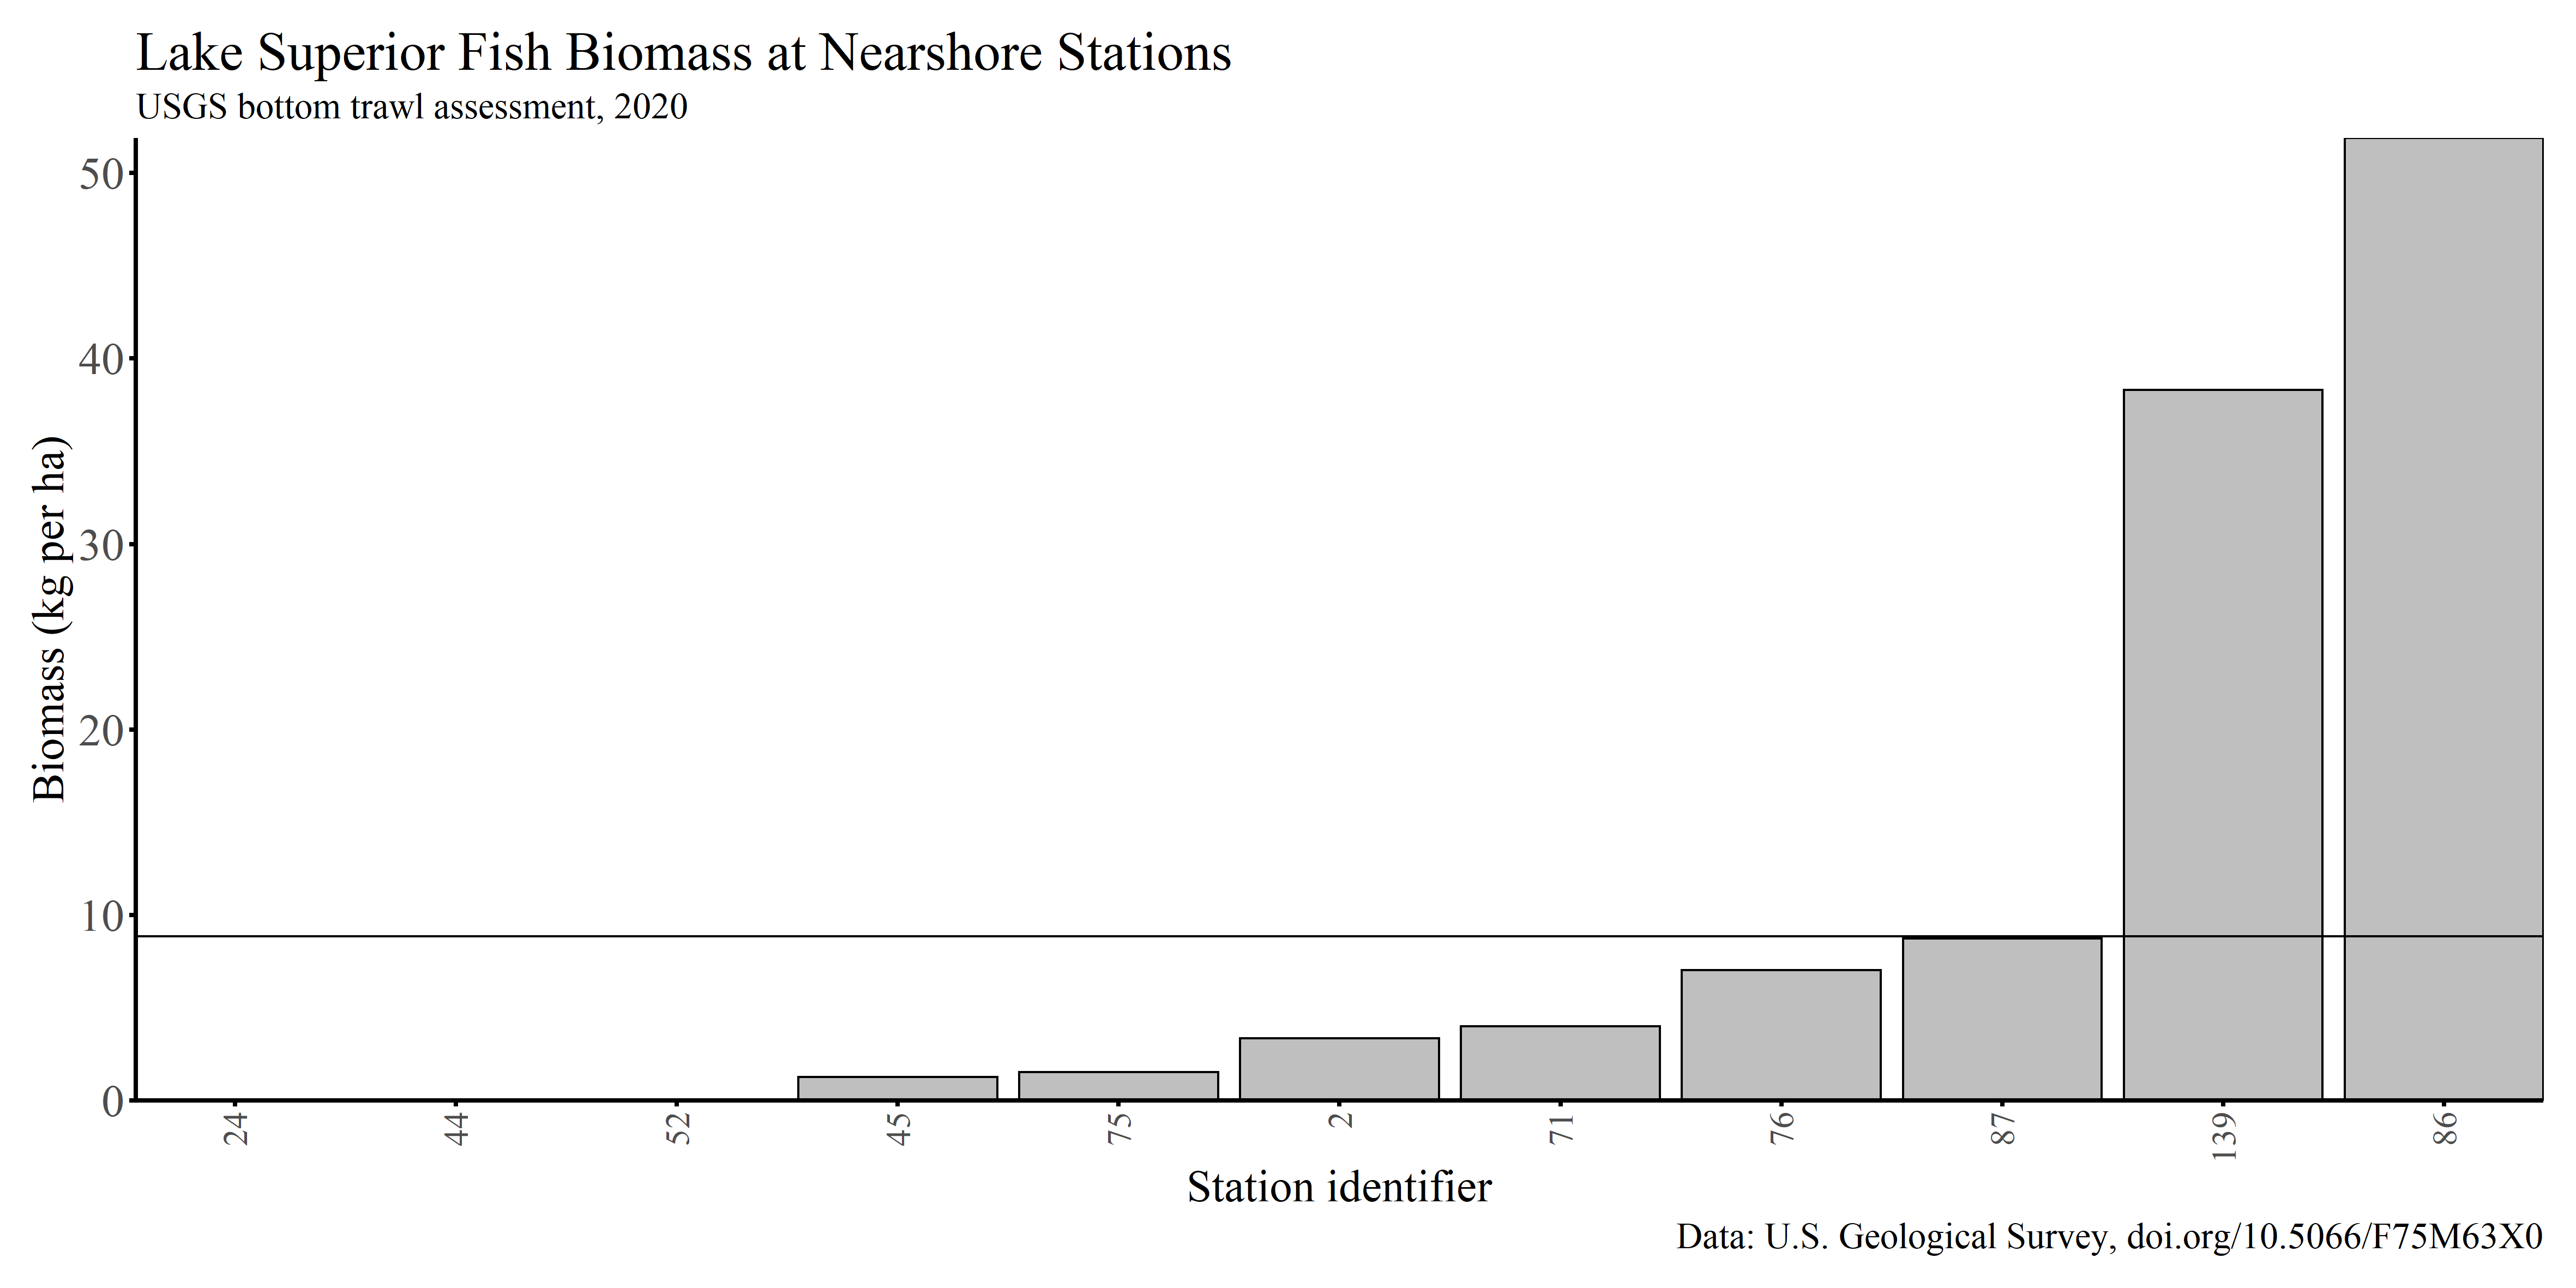 Lake Superior Fish Biomass at Nearshore Stations
USGS bottom trawl assessment, 2020
Biomass (kg per ha)
50
40
30
20
10
0
24 44 52 45 75 2 71 76 87 139 86
Station identifier
Data: U.S. Geological Survey, doi.org/10.5066/F75M63X0